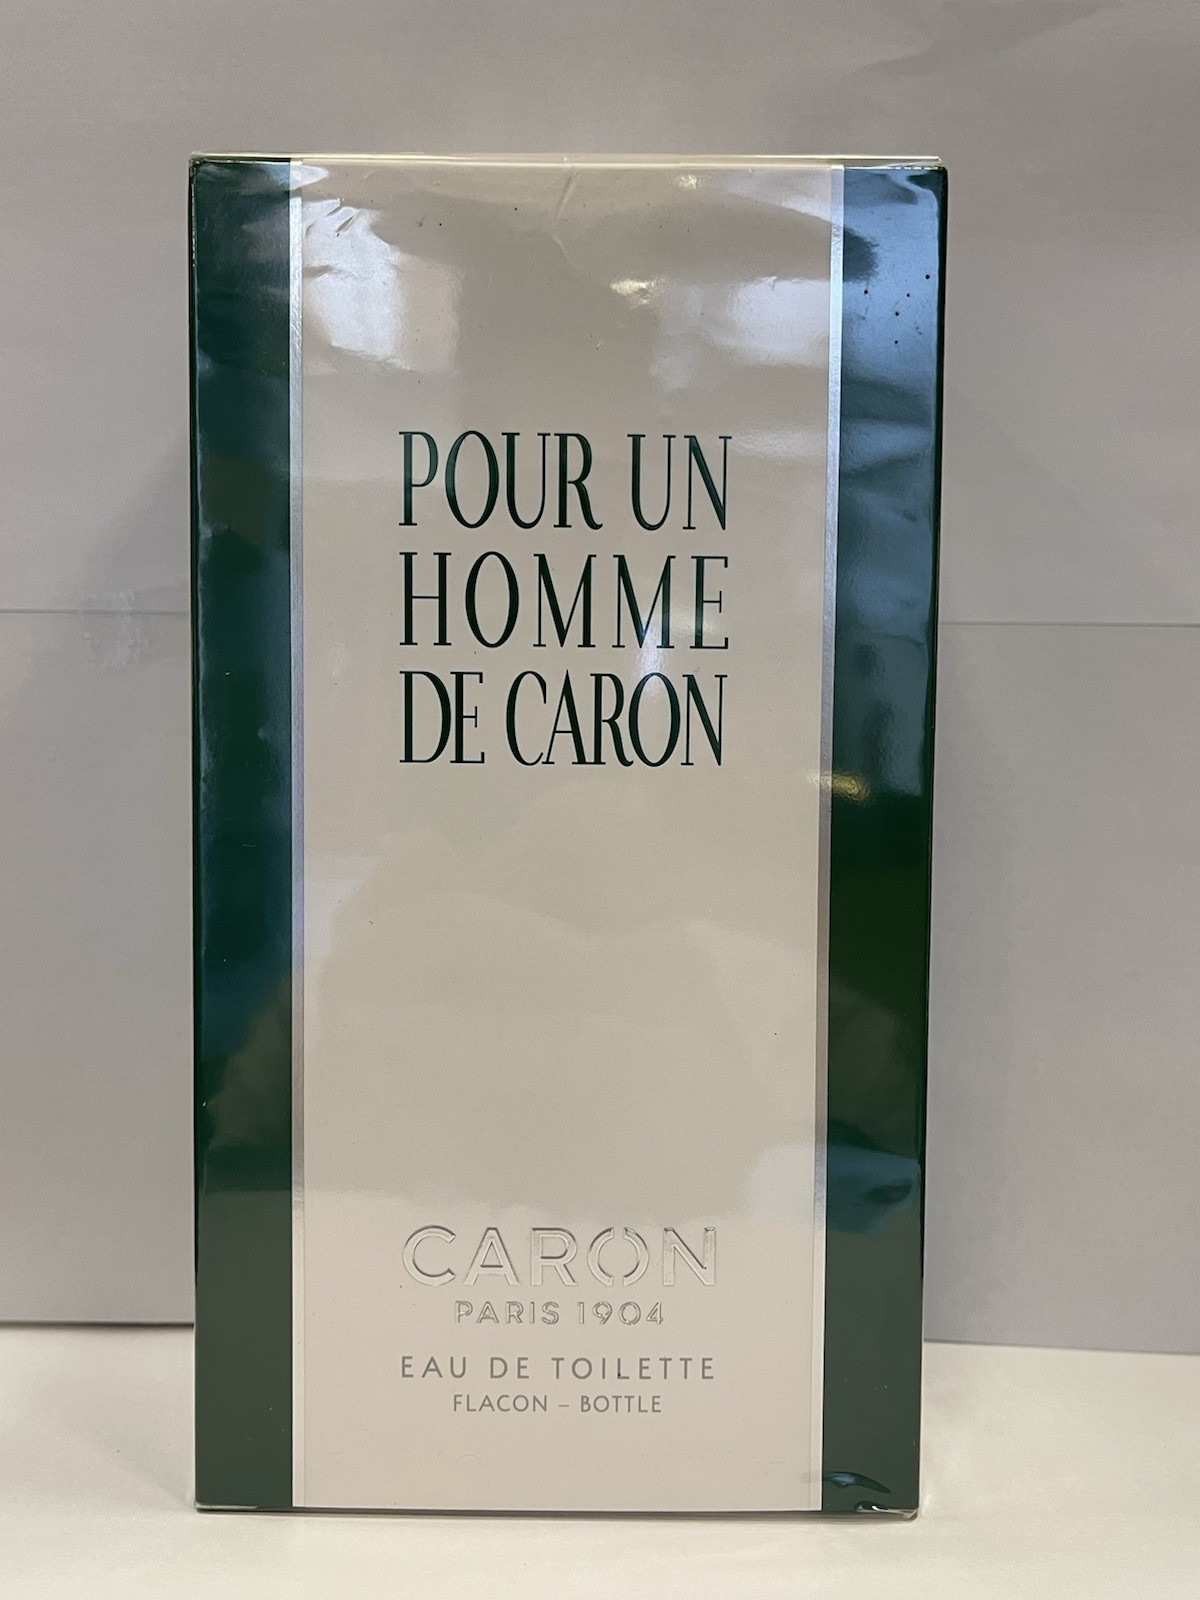 POUR UN
HOMME
DE CARON
CARON
PARIS 1904
EAU DE TOILETTE
FLACON – BOTTLE